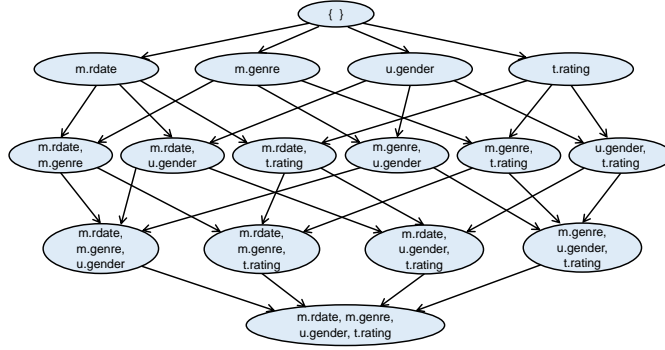 { }
m.rdate
m.genre
u.gender
t.rating
m.rdate,
m.genre
m.rdate,
u.gender
m.rdate,
t.rating
m.genre,
u.gender
m.genre,
t.rating
u.gender,
t.rating
m.rdate,
m.genre,
u.gender
m.rdate,
m.genre,
t.rating
m.rdate,
u.gender,
t.rating
m.genre,
u.gender,
t.rating
m.rdate, m.genre,
u.gender, t.rating